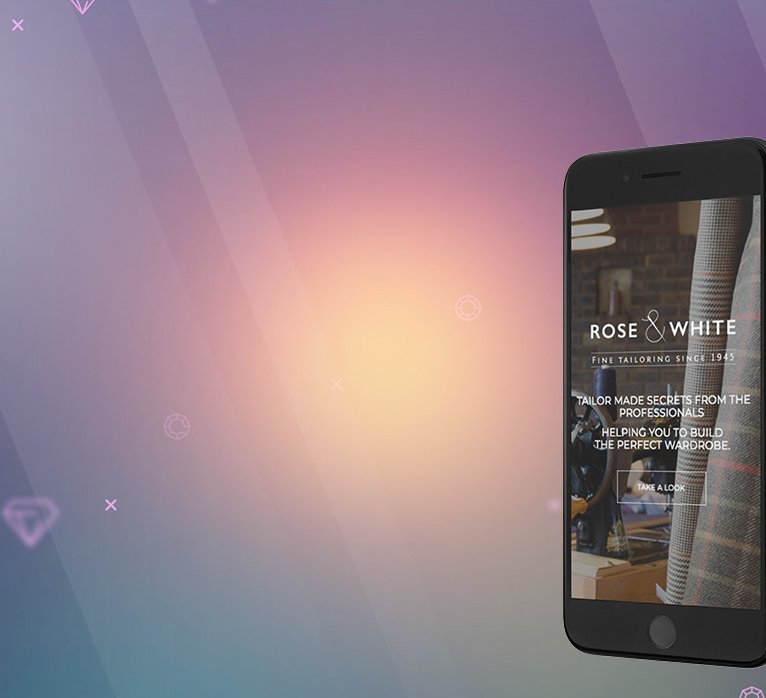 ROSE & WHITE
FINE TAILORING SINCE 1945
TAILOR MADE SECRETS FROM THE
PROFESSIONALS
HELPING YOU TO BUILD
THE PERFECT WARDROBE.
TAKE A LOOK